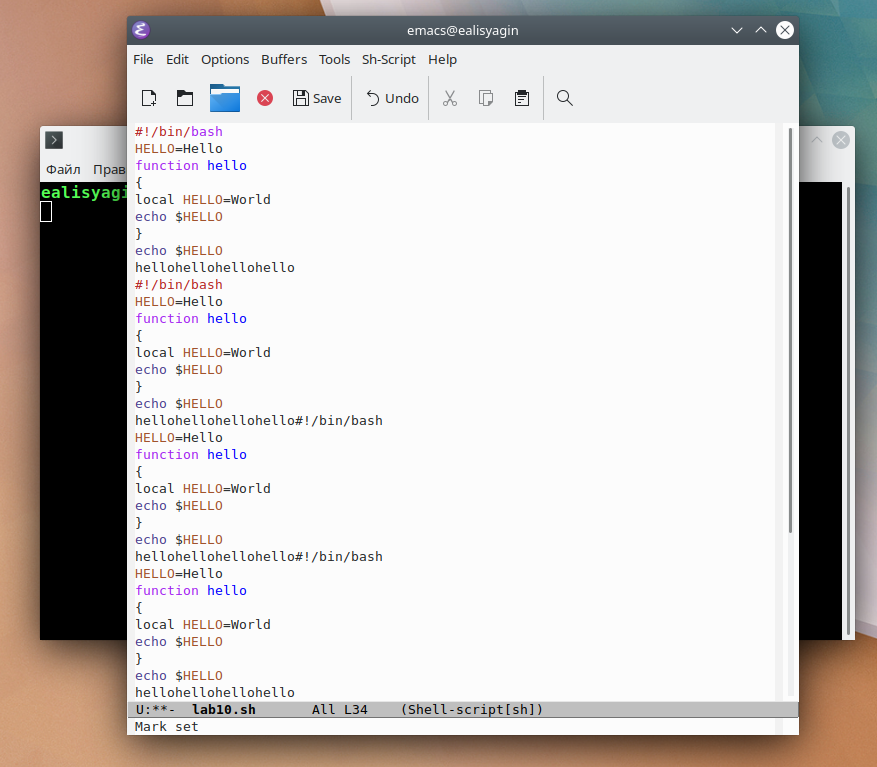 emacs@ealisyagin
File Edit Options Buffers Tools Sh-Script Help
Save Undo
Файл Прав
ealisyagi
#!/bin/bash
HELLO=Hello
function hello
{
local HELLO=World
echo $HELLO
}
echo $HELLO
hellohellohellohello
#!/bin/bash
HELLO=Hello
function hello
{
local HELLO=World
echo $HELLO
}
echo $HELLO
hellohellohellohello#!/bin/bash
HELLO=Hello
function hello
{
local HELLO=World
echo $HELLO
}
echo $HELLO
hellohellohellohello#!/bin/bash
HELLO=Hello
function hello
{
local HELLO=World
echo $HELLO
}
echo $HELLO
hellohellohellohello
U:**- lab10.sh All L34 (Shell-script[sh])
Mark set